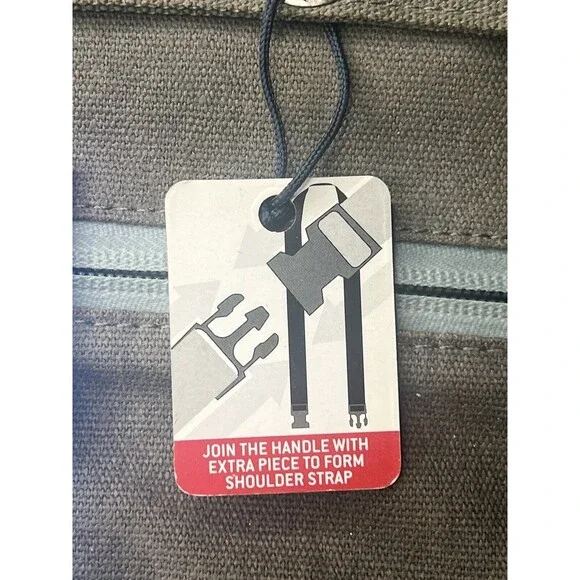 JOIN THE HANDLE WITH
EXTRA PIECE TO FORM
SHOULDER STRAP